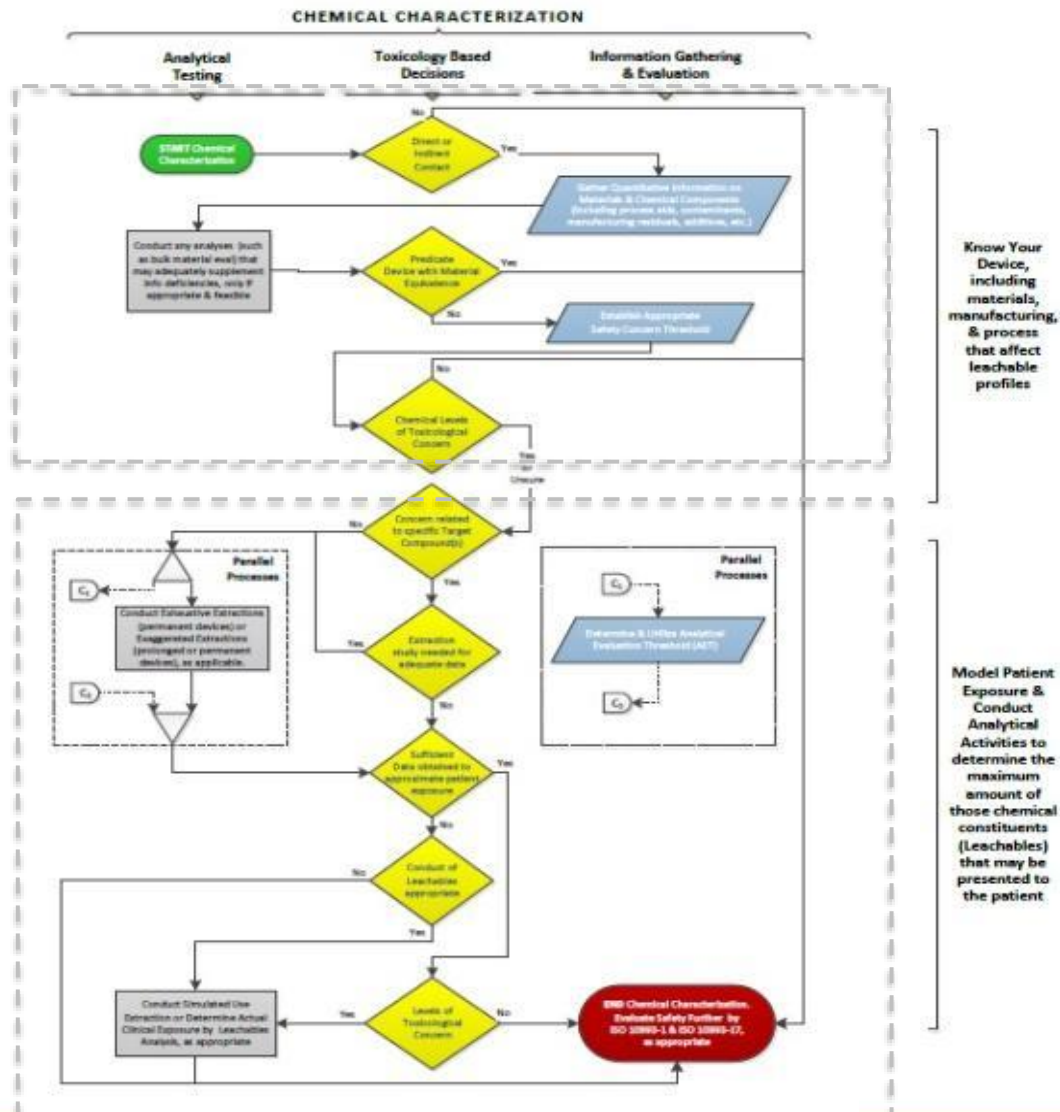 CHEMICAL CHARACTERIZATION
Analytical
Testing
Toxicology Based
Decisions
Information Gathering
& Evaluation
START Chemical
Characterization
No
Direct or
Indirect
Contact
Yes
Gather Quantitative Information on
Materials & Chemical Components
(including process aids, contaminants,
manufacturing residuals, additives, etc.)
Conduct any analyses (such
as bulk material eval) that
may adequately supplement
info deficiencies, only if
appropriate & feasible
Predicate
Device with Material
Equivalence
Yes
No
Establish Appropriate
Safety Concern Threshold
No
Chemical Levels
of Toxicological
Concern
Yes
or
Unsure
Know Your
Device,
including
materials,
manufacturing,
& process
that affect
leachable
profiles
Concern related
to specific Target
Compound(s)
No
Yes
Parallel
Processes
C₁
Conduct Exhaustive Extractions
(permanent devices) or
Exaggerated Extractions
(prolonged or permanent
devices), as applicable.
C₂
Extraction
study needed for
adequate data
Yes
No
Parallel
Processes
C₁
Determine & Utilize Analytical
Evaluation Threshold (AET)
C₂
Sufficient
Data obtained to
approximate patient
exposure
Yes
No
Conduct of
Leachables
appropriate
No
Yes
Conduct Simulated Use
Extraction or Determine Actual
Clinical Exposure by Leachables
Analysis, as appropriate
Yes
Levels of
Toxicological
Concern
No
END Chemical Characterization.
Evaluate Safety Further by
ISO 10993-1 & ISO 10993-17,
as appropriate
Model Patient
Exposure &
Conduct
Analytical
Activities to
determine the
maximum
amount of
those chemical
constituents
(Leachables)
that may be
presented to
the patient